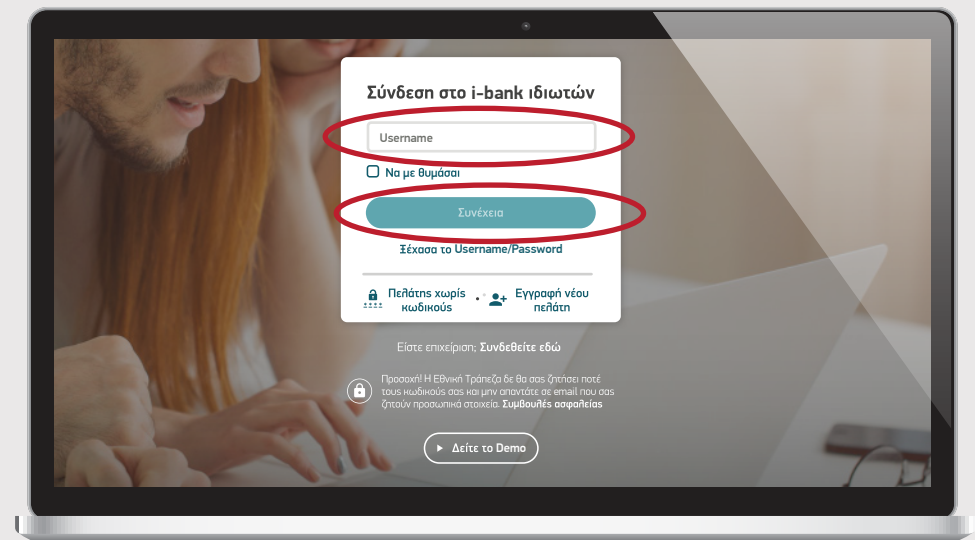 Σύνδεση στο i-bank ιδιωτών
Username
Να με θυμάσαι
Συνέχεια
Ξέχασα το Username/Password
Πελάτης χωρίς
κωδικούς
Εγγραφή νέου
πελάτη
Είστε επιχείριση; Συνδεθείτε εδώ
Προσοχή! Η Εθνική Τράπεζα δε θα σας ζητήσει ποτέ
τους κωδικούς σας και μην απαντάτε σε email που σας
ζητούν προσωπικά στοιχεία. Συμβουλές ασφαλείας
Δείτε το Demo